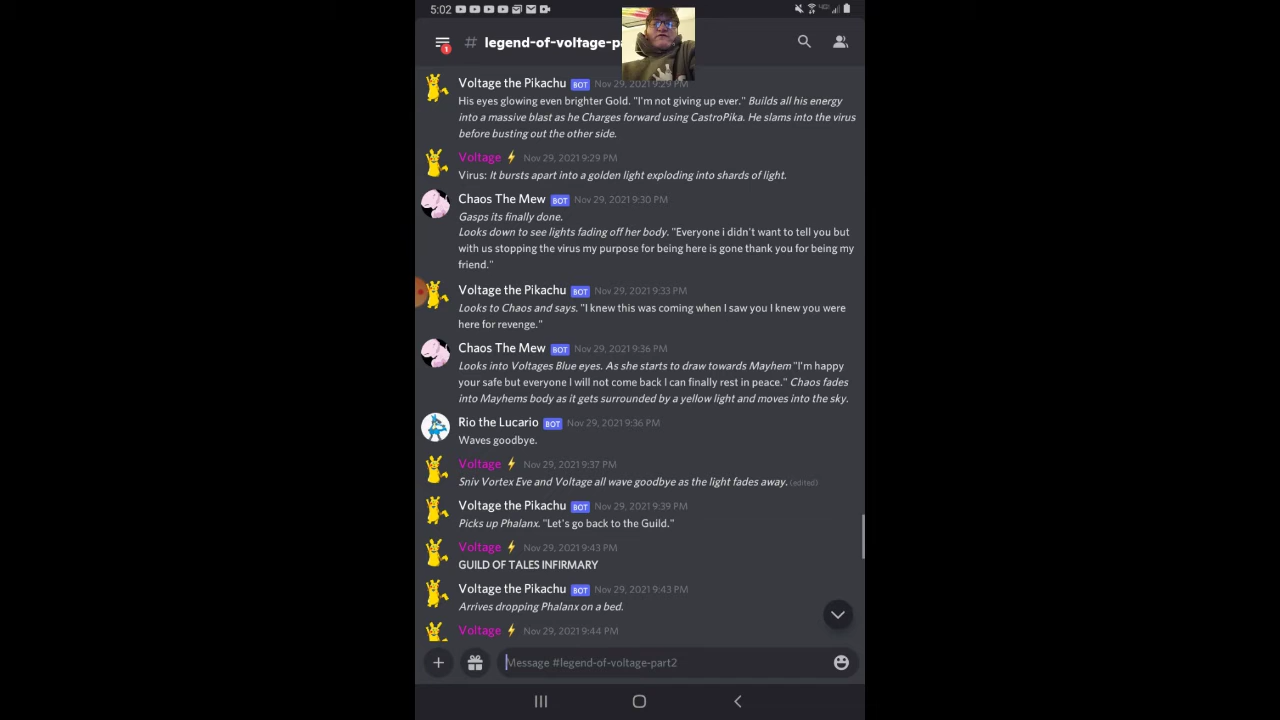 5:02
# legend-of-voltage-p
Voltage the Pikachu BOT Nov 29, 2021 9:29 PM
His eyes glowing even brighter Gold. "I'm not giving up ever." Builds all his energy
into a massive blast as he Charges forward using CastroPika. He slams into the virus
before busting out the other side.
Voltage ⚡ Nov 29, 2021 9:29 PM
Virus: It bursts apart into a golden light exploding into shards of light.
Chaos The Mew BOT Nov 29, 2021 9:30 PM
Gasps its finally done.
Looks down to see lights fading off her body. "Everyone i didn't want to tell you but
with us stopping the virus my purpose for being here is gone thank you for being my
friend."
Voltage the Pikachu BOT Nov 29, 2021 9:33 PM
Looks to Chaos and says. "I knew this was coming when I saw you I knew you were
here for revenge."
Chaos The Mew BOT Nov 29, 2021 9:36 PM
Looks into Voltages Blue eyes. As she starts to draw towards Mayhem "I'm happy
your safe but everyone I will not come back I can finally rest in peace." Chaos fades
into Mayhems body as it gets surrounded by a yellow light and moves into the sky.
Rio the Lucario BOT Nov 29, 2021 9:36 PM
Waves goodbye.
Voltage ⚡ Nov 29, 2021 9:37 PM
Sniv Vortex Eve and Voltage all wave goodbye as the light fades away. (edited)
Voltage the Pikachu BOT Nov 29, 2021 9:39 PM
Picks up Phalanx. "Let's go back to the Guild."
Voltage ⚡ Nov 29, 2021 9:43 PM
GUILD OF TALES INFIRMARY
Voltage the Pikachu BOT Nov 29, 2021 9:43 PM
Arrives dropping Phalanx on a bed.
Voltage ⚡ Nov 29, 2021 9:44 PM
Message #legend-of-voltage-part2